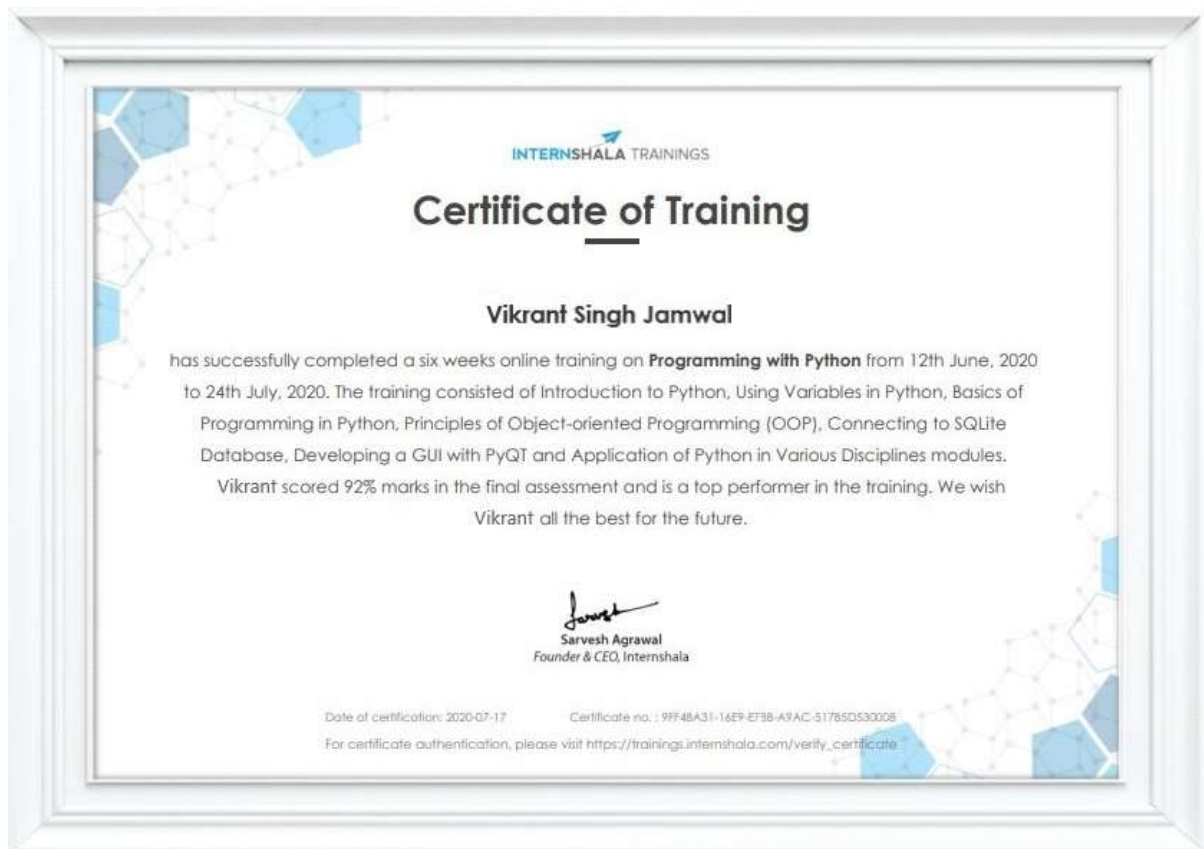 INTERNSHALA TRAININGS
Certificate of Training
Vikrant Singh Jamwal
has successfully completed a six weeks online training on Programming with Python from 12th June, 2020
to 24th July, 2020. The training consisted of Introduction to Python, Using Variables in Python, Basics of
Programming in Python, Principles of Object-oriented Programming (OOP), Connecting to SQLite
Database, Developing a GUI with PyQT and Application of Python in Various Disciplines modules.
Vikrant scored 92% marks in the final assessment and is a top performer in the training. We wish
Vikrant all the best for the future.
Sarvesh Agrawal
Founder & CEO, Internshala
Date of certification: 2020-07-17 Certificate no. :
For certificate authentication, please visit https://trainings.internshala.com/verify_certificate